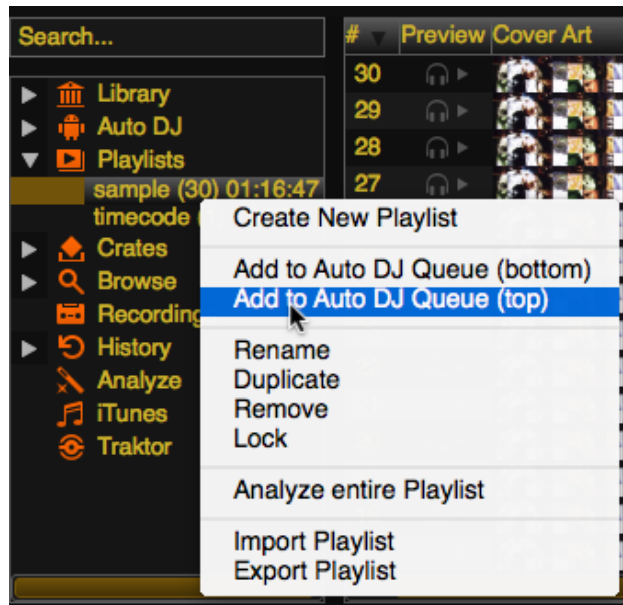 Search...
# Preview Cover Art
30
29
28
27
Library
Auto DJ
Playlists
sample (30) 01:16:47
timecode (
Crates
Browse
Recording
History
Analyze
iTunes
Traktor
Create New Playlist
Add to Auto DJ Queue (bottom)
Add to Auto DJ Queue (top)
Rename
Duplicate
Remove
Lock
Analyze entire Playlist
Import Playlist
Export Playlist